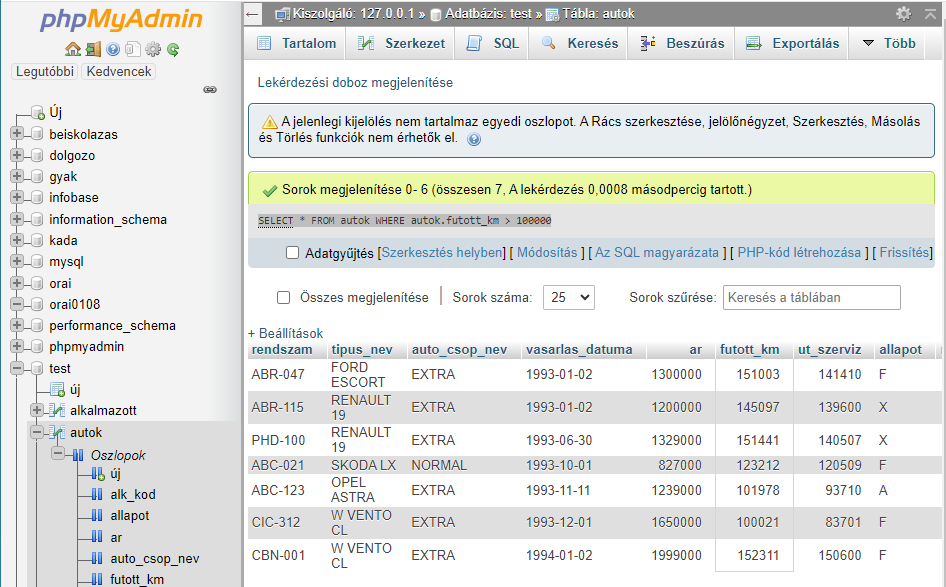 phpMyAdmin
Legutóbbi Kedvencek
Új
beiskolazas
dolgozo
gyak
infobase
information_schema
kada
mysql
orai
orai0108
performance_schema
phpmyadmin
test
új
alkalmazott
autok
Oszlopok
új
alk_kod
allapot
ar
auto_csop_nev
futott_km
Kiszolgáló: 127.0.0.1 » Adatbázis: test » Tábla: autok
Tartalom Szerkezet SQL Keresés Beszúrás Exportálás Több
Lekérdezési doboz megjelenítése
A jelenlegi kijelölés nem tartalmaz egyedi oszlopot. A Rács szerkesztése, jelölőnégyzet, Szerkesztés, Másolás
és Törlés funkciók nem érhetők el.
Sorok megjelenítése 0- 6 (összesen 7, A lekérdezés 0,0008 másodpercig tartott.)
SELECT * FROM autok WHERE autok.futott_km > 100000
Adatgyűjtés [Szerkesztés helyben] [ Módosítás ] [ Az SQL magyarázata ] [ PHP-kód létrehozása ] [ Frissítés]
Összes megjelenítése | Sorok száma: 25 Sorok szűrése: Keresés a táblában
+ Beállítások
rendszam tipus_nev auto_csop_nev vasarlas_datuma ar futott_km ut_szerviz allapot
ABR-047 FORD ESCORT EXTRA 1993-01-02 1300000 151003 141410 F
ABR-115 RENAULT 19 EXTRA 1993-01-02 1200000 145097 139600 X
PHD-100 RENAULT 19 EXTRA 1993-06-30 1329000 151441 140507 X
ABC-021 SKODA LX NORMAL 1993-10-01 827000 123212 120509 F
ABC-123 OPEL ASTRA EXTRA 1993-11-11 1239000 101978 93710 A
CIC-312 W VENTO CL EXTRA 1993-12-01 1650000 100021 83701 F
CBN-001 W VENTO CL EXTRA 1994-01-02 1999000 152311 150600 F